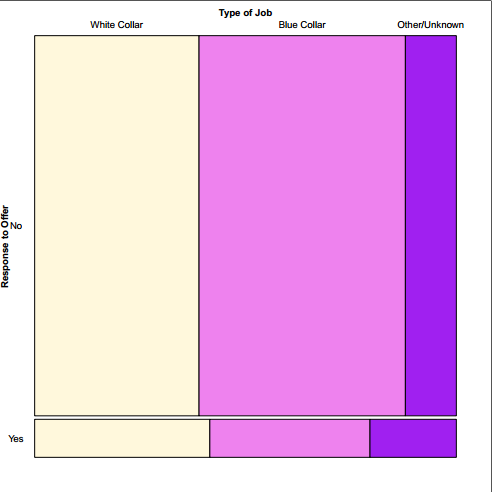 Type of Job
White Collar Blue Collar Other/Unknown
Response to Offer
No
Yes